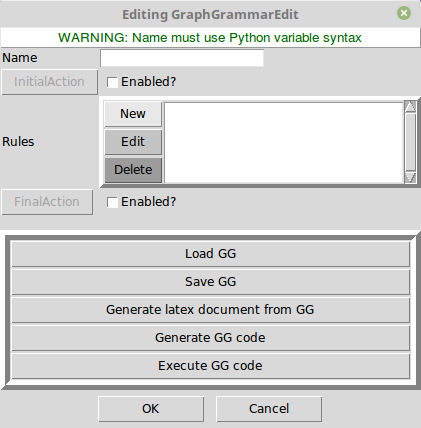 Editing GraphGrammarEdit
WARNING: Name must use Python variable syntax
Name
InitialAction Enabled?
New
Rules Edit
Delete
FinalAction Enabled?
Load GG
Save GG
Generate latex document from GG
Generate GG code
Execute GG code
OK Cancel